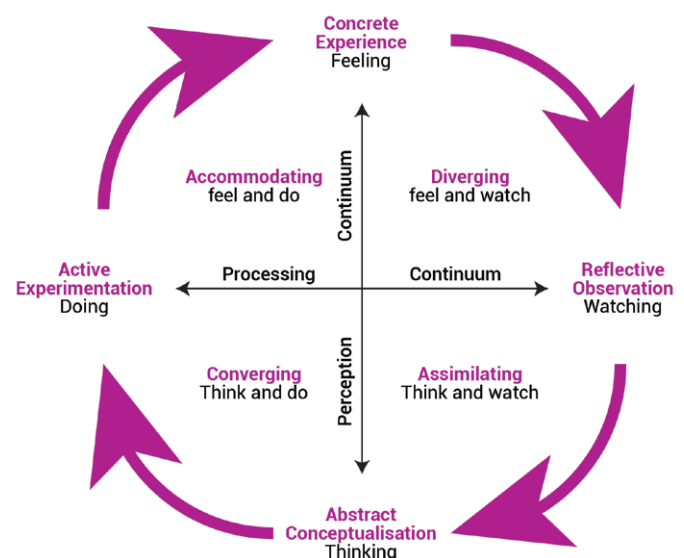 Concrete
Experience
Feeling
Continuum
Accommodating
feel and do
Diverging
feel and watch
Active
Experimentation
Doing
Processing
Continuum
Reflective
Observation
Watching
Perception
Converging
Think and do
Assimilating
Think and watch
Abstract
Conceptualisation
Thinking